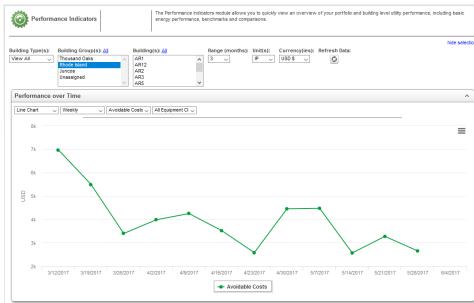 Performance Indicators
The Performance Indicators module allows you to quickly view an overview of your portfolio and building level utility performance, including basic
energy performance, benchmarks and comparisons.
hide selectio
Building Type(s): Building Group(s): All Building(s): All Range (months): Unit(s): Currency(ies): Refresh Data:
View All Thousand Oaks AR1 3 IP USD $
Rhode Island AR12
Juncos AR2
Unassigned AR3
AR5
Performance over Time
Line Chart Weekly Avoidable Costs All Equipment Cl
8k
7k
6k
5k
4k
3k
2k
USD
3/12/2017 3/19/2017 3/26/2017 4/2/2017 4/9/2017 4/16/2017 4/23/2017 4/30/2017 5/7/2017 5/14/2017 5/21/2017 5/28/2017 6/4/2017
Avoidable Costs